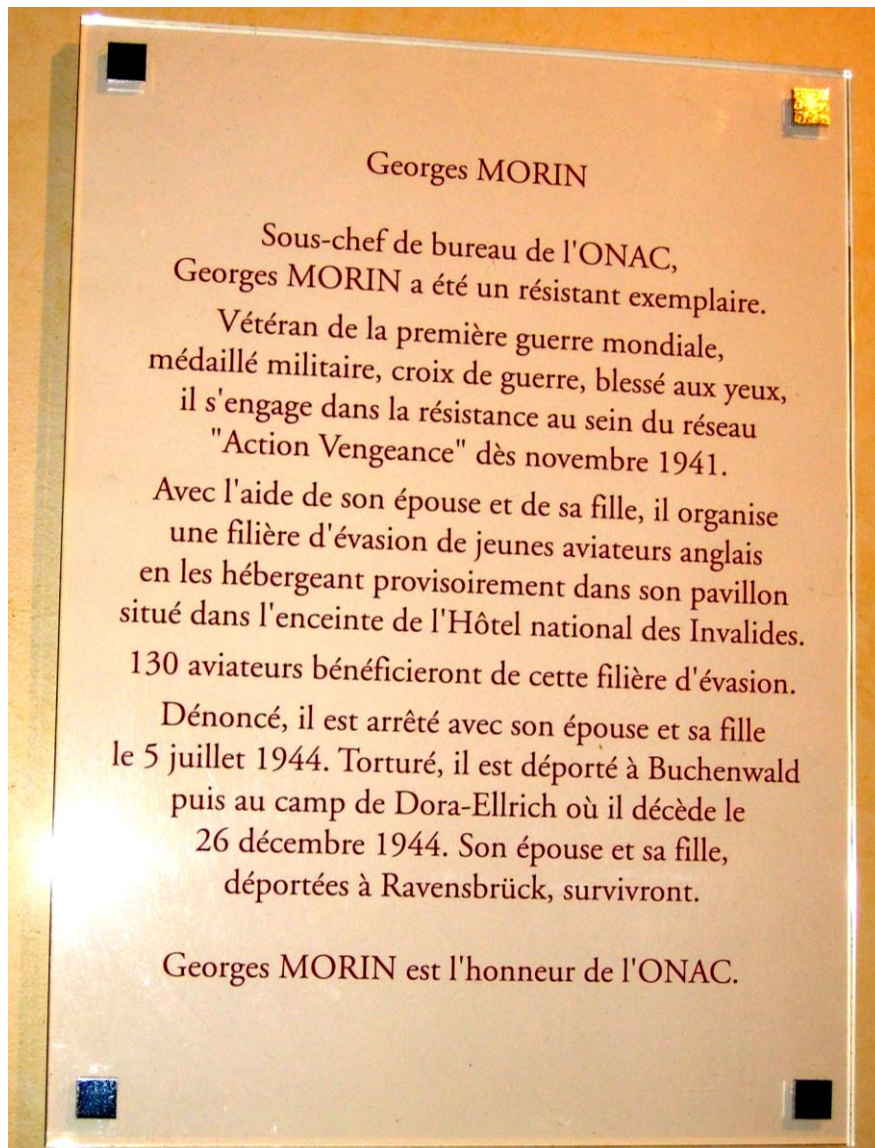 Georges MORIN
Sous-chef de bureau de l'ONAC,
Georges MORIN a été un résistant exemplaire.
Vétéran de la première guerre mondiale,
médaillé militaire, croix de guerre, blessé aux yeux,
il s'engage dans la résistance au sein du réseau
"Action Vengeance" dès novembre 1941.
Avec l'aide de son épouse et de sa fille, il organise
une filière d'évasion de jeunes aviateurs anglais
en les hébergeant provisoirement dans son pavillon
situé dans l'enceinte de l'Hôtel national des Invalides.
130 aviateurs bénéficieront de cette filière d'évasion.
Dénoncé, il est arrêté avec son épouse et sa fille
le 5 juillet 1944. Torturé, il est déporté à Buchenwald
puis au camp de Dora-Ellrich où il décède le
26 décembre 1944. Son épouse et sa fille,
déportées à Ravensbrück, survivront.
Georges MORIN est l'honneur de l'ONAC.